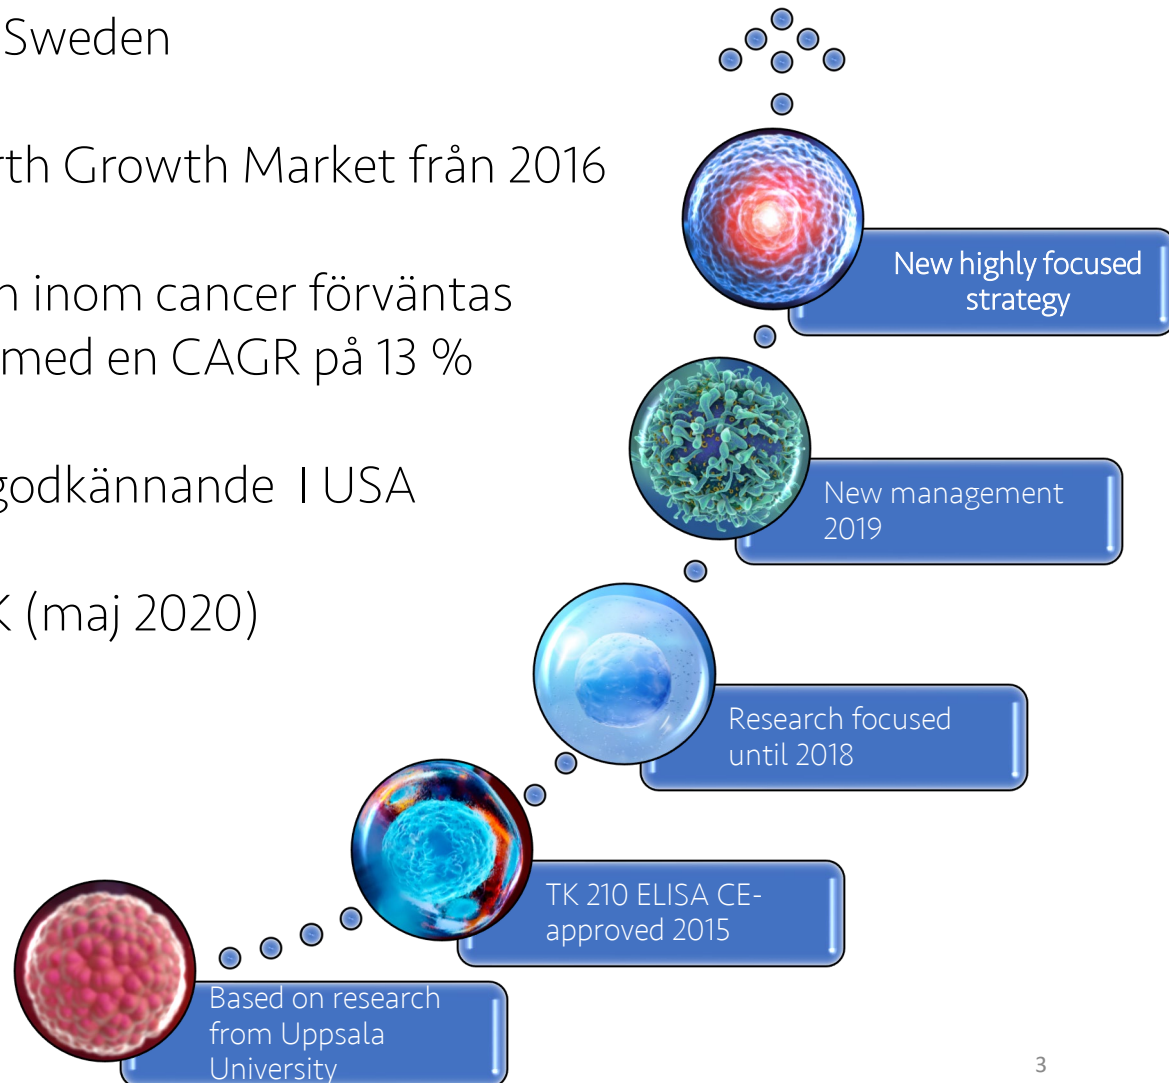 Sweden
rth Growth Market från 2016
n inom cancer förväntas
med en CAGR på 13 %
godkännande I USA
K (maj 2020)
New highly focused
strategy
New management
2019
Research focused
until 2018
TK 210 ELISA CE-
approved 2015
Based on research
from Uppsala
University
3